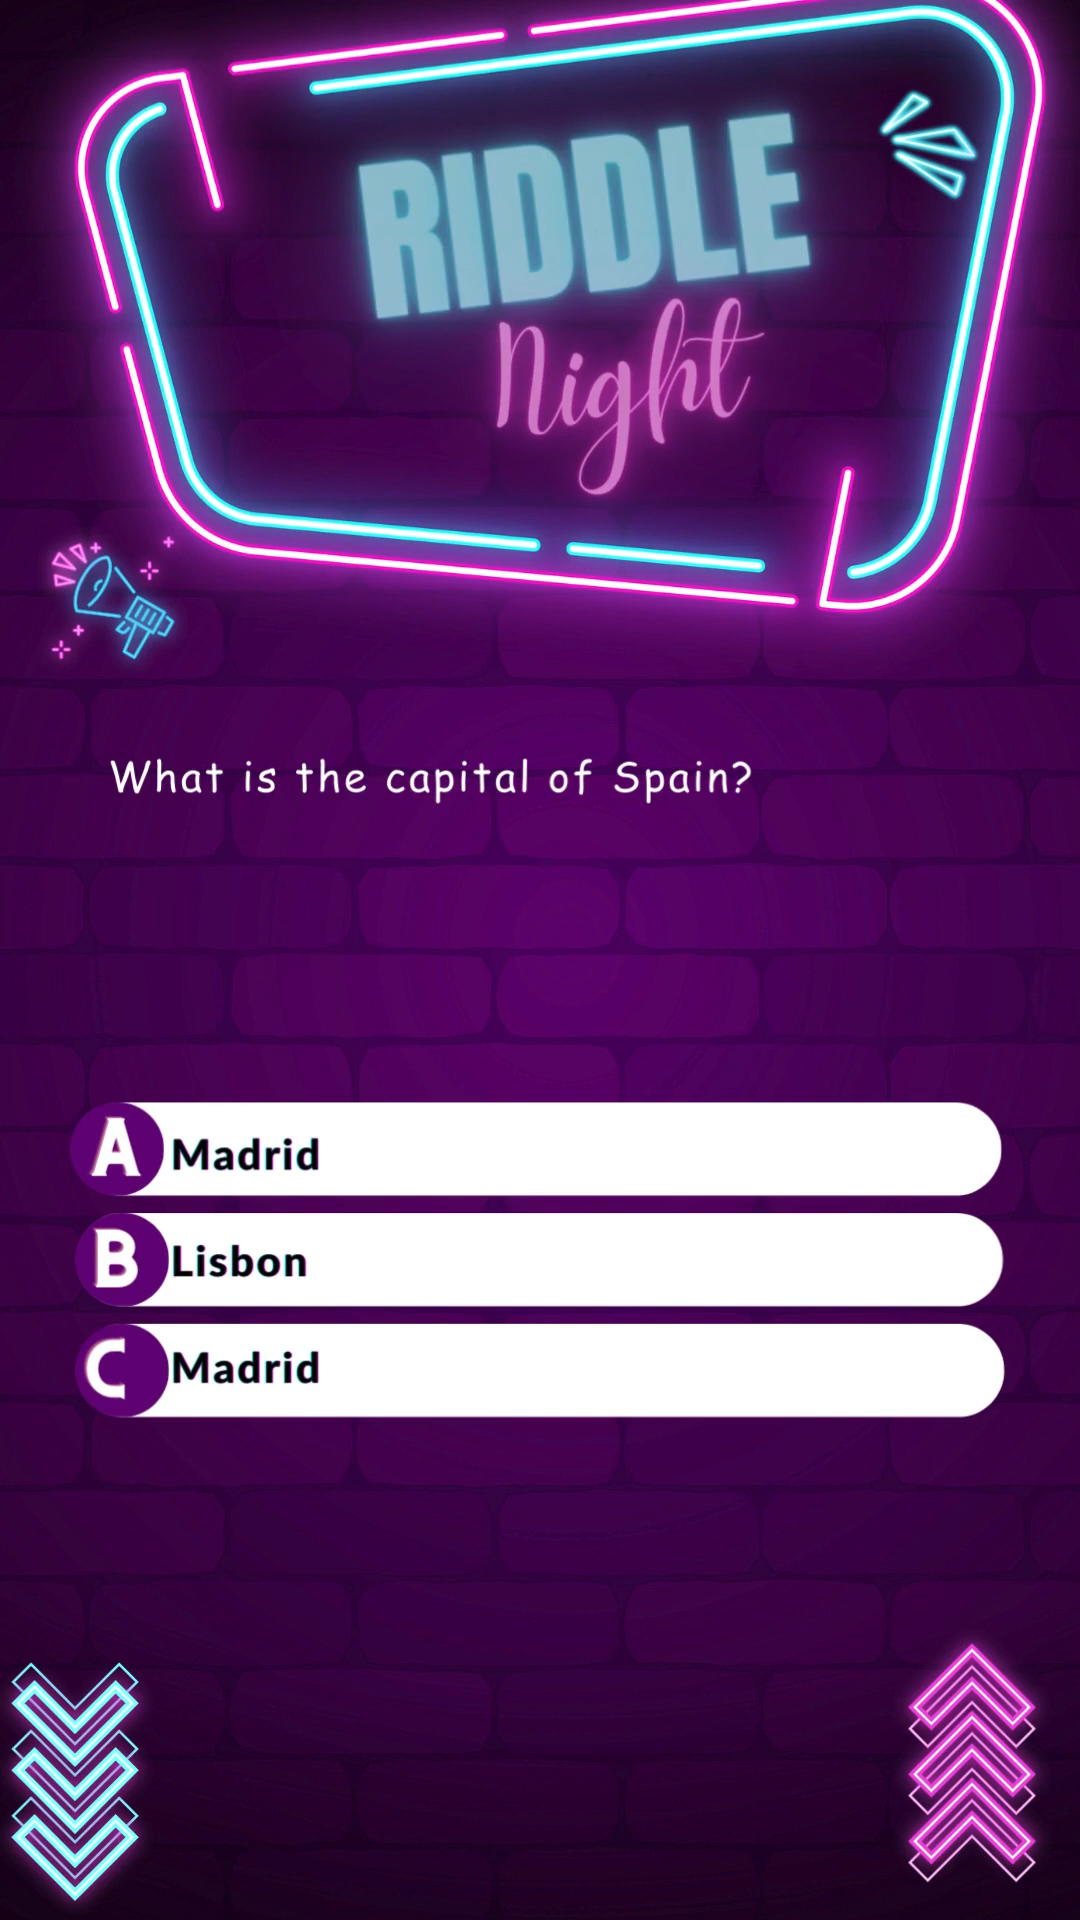 RIDDLE
Night
What is the capital of Spain?
A Madrid
B Lisbon
C Madrid